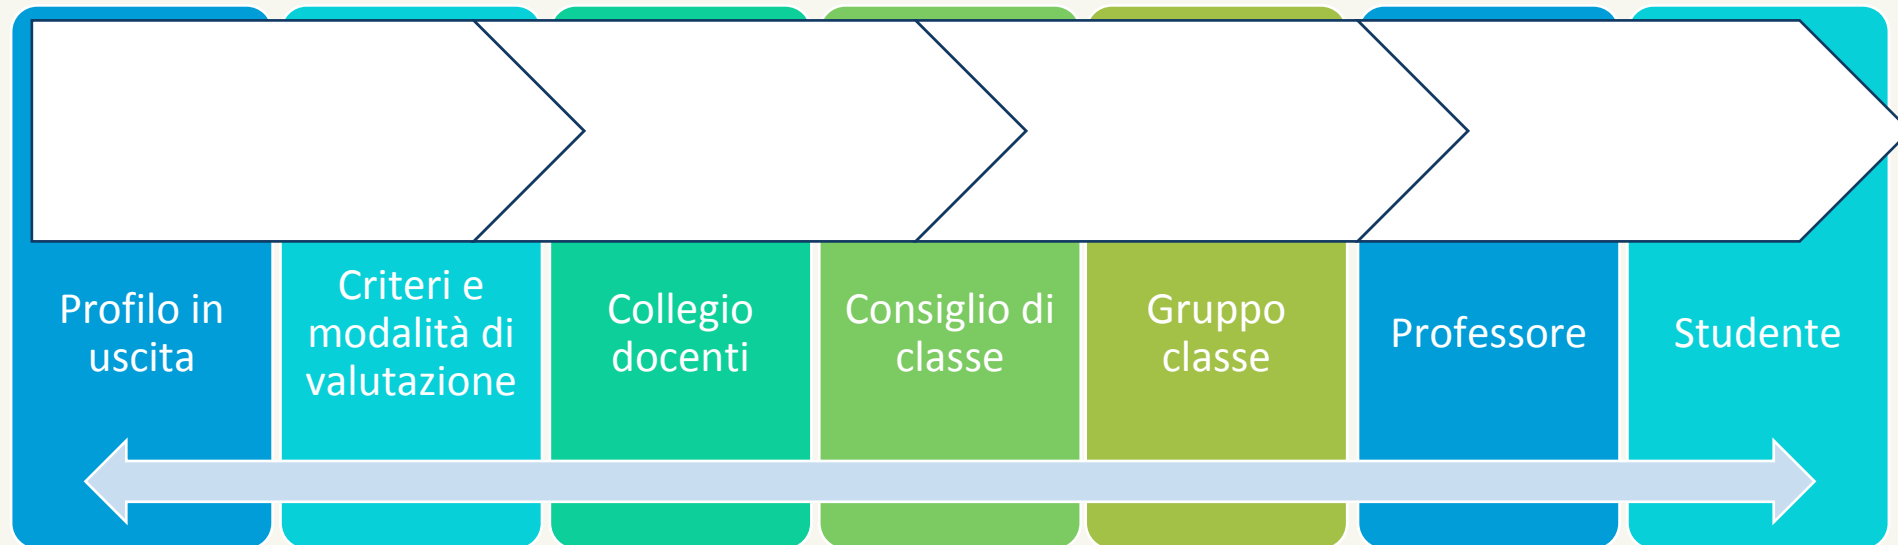 Profilo in
uscita
Criteri e
modalità di
valutazione
Collegio
docenti
Consiglio di
classe
Gruppo
classe
Professore
Studente